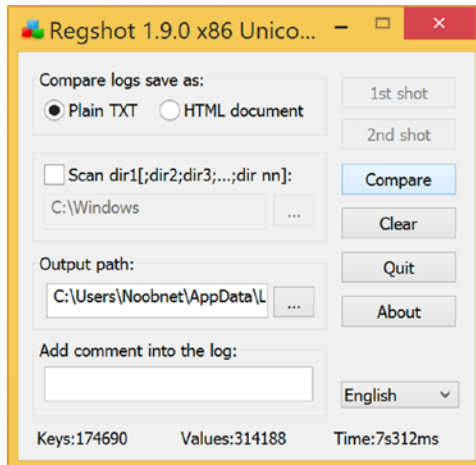 Regshot 1.9.0 x86 Unico...
Compare logs save as:
Plain TXT
HTML document
1st shot
2nd shot
Scan dir1[;dir2;dir3;...;dir nn]:
C:\Windows
...
Compare
Clear
Output path:
C:\Users\Noobnet\AppData\L
...
Quit
About
Add comment into the log:
English
Keys:174690 Values:314188 Time:7s312ms